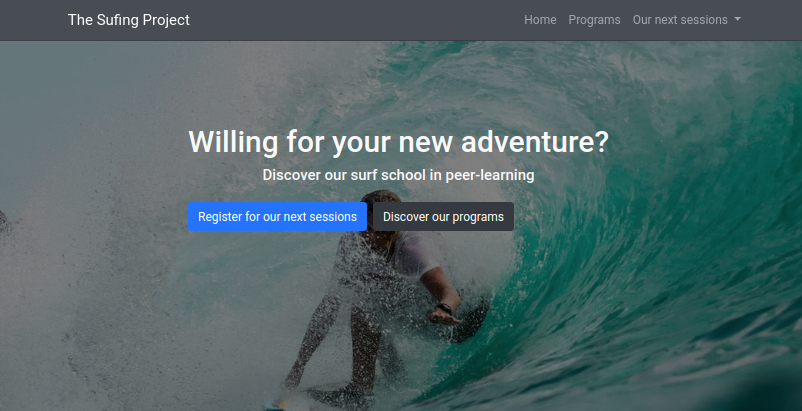 The Sufing Project
Home Programs Our next sessions
Willing for your new adventure?
Discover our surf school in peer-learning
Register for our next sessions Discover our programs